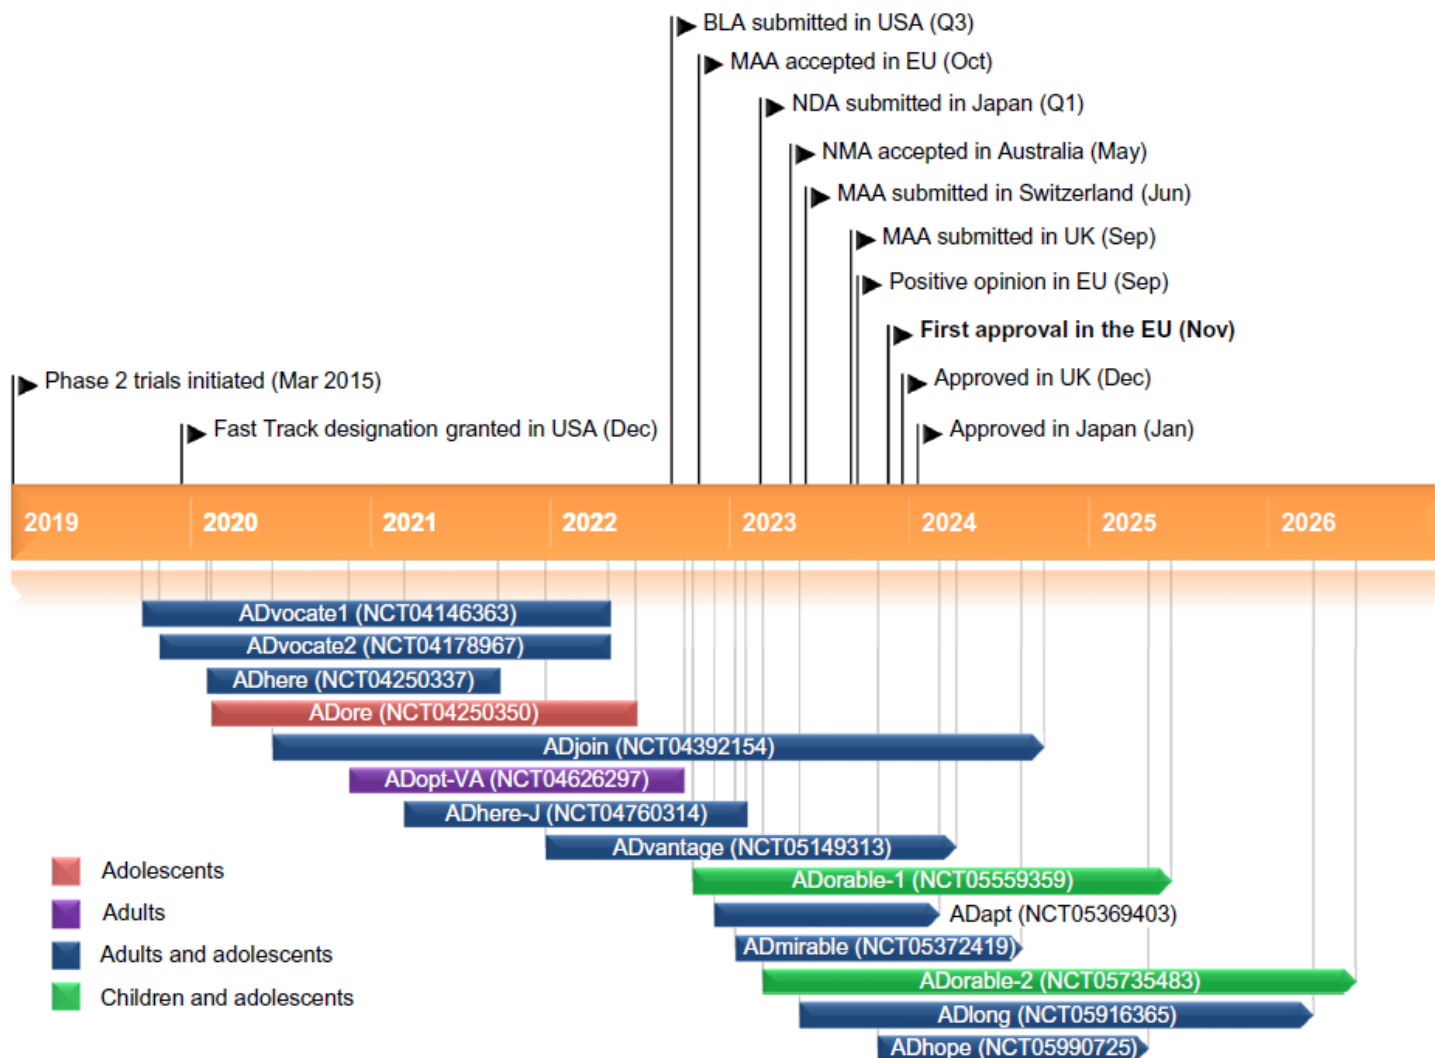 BLA submitted in USA (Q3)
MAA accepted in EU (Oct)
NDA submitted in Japan (Q1)
NMA accepted in Australia (May)
MAA submitted in Switzerland (Jun)
MAA submitted in UK (Sep)
Positive opinion in EU (Sep)
First approval in the EU (Nov)
Phase 2 trials initiated (Mar 2015)
Approved in UK (Dec)
Fast Track designation granted in USA (Dec)
Approved in Japan (Jan)
2019 2020 2021 2022 2023 2024 2025 2026
ADvocate1 (NCT04146363)
ADvocate2 (NCT04178967)
ADhere (NCT04250337)
ADore (NCT04250350)
ADjoin (NCT04392154)
ADopt-VA (NCT04626297)
ADhere-J (NCT04760314)
ADvantage (NCT05149313)
ADorable-1 (NCT05559359)
ADapt (NCT05369403)
ADmirable (NCT05372419)
ADorable-2 (NCT05735483)
ADlong (NCT05916365)
ADhope (NCT05990725)
Adolescents
Adults
Adults and adolescents
Children and adolescents